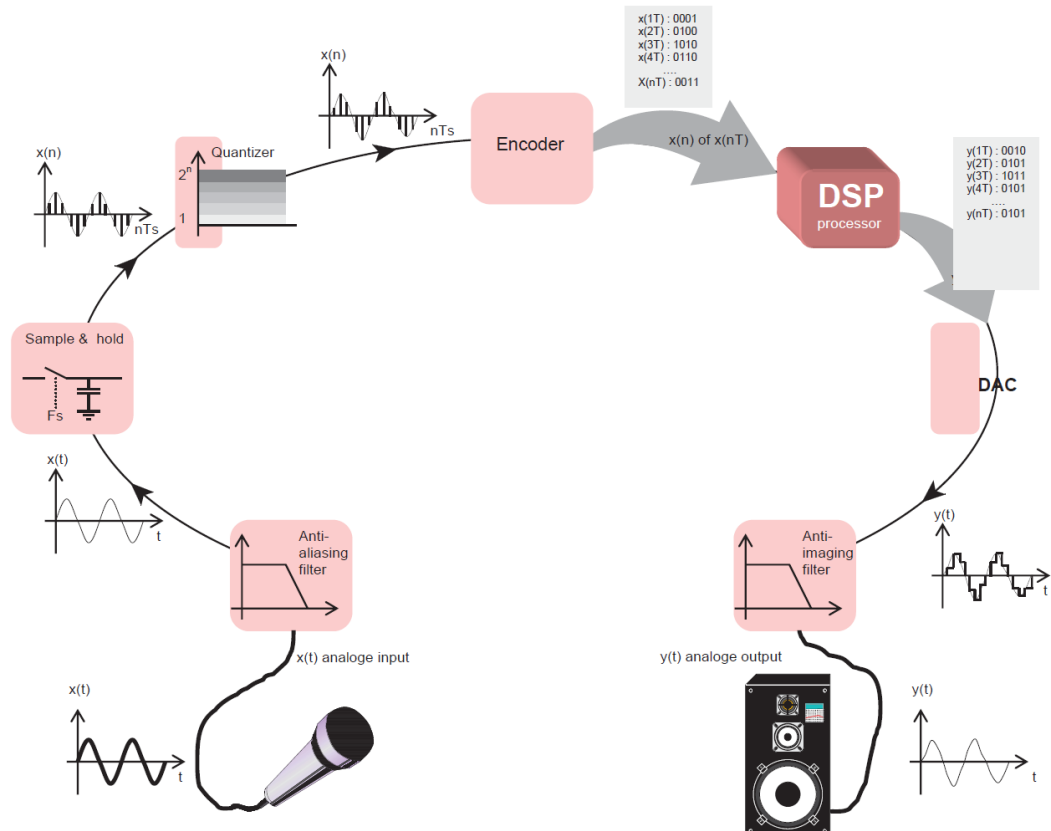 x(1T) : 0001
x(2T) : 0100
x(3T) : 1010
x(4T) : 0110
....
X(nT) : 0011
x(n)
nTs
Encoder
x(n) of x(nT)
DSP
processor
y(1T) : 0010
y(2T) : 0101
y(3T) : 1011
y(4T) : 0101
....
y(nT) : 0101
Quantizer
2^n
1
x(n)
nTs
Sample & hold
Fs
DAC
x(t)
t
Anti-
aliasing
filter
Anti-
imaging
filter
y(t)
t
x(t) analoge input
y(t) analoge output
x(t)
t
y(t)
t